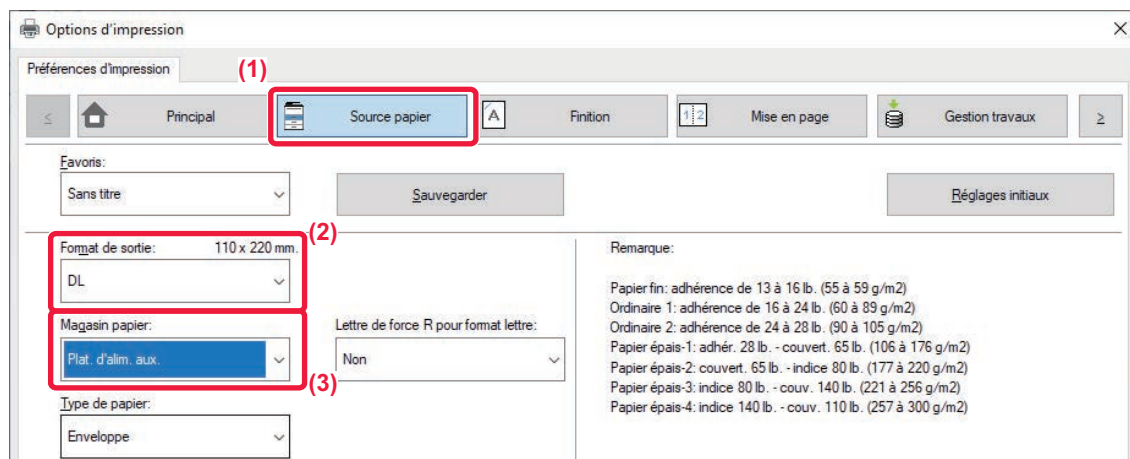 Options d'impression
Préférences d'impression
(1)
< Principal Source papier A Finition 1 2 Mise en page Gestion travaux >
Favoris:
Sans titre Sauvegarder Réglages initiaux
(2)
Format de sortie: 110 x 220 mm. Remarque:
DL
Papier fin: adhérence de 13 à 16 lb. (55 à 59 g/m2)
Ordinaire 1: adhérence de 16 à 24 lb. (60 à 89 g/m2)
Magasin papier: Lettre de force R pour format lettre: Ordinaire 2: adhérence de 24 à 28 lb. (90 à 105 g/m2)
Papier épais-1: adhér. 28 lb. - couvert. 65 lb. (106 à 176 g/m2)
Plat. d'alim. aux. Non Papier épais-2: couvert. 65 lb. - indice 80 lb. (177 à 220 g/m2)
(3) Papier épais-3: indice 80 lb. - couv. 140 lb. (221 à 256 g/m2)
Type de papier: Papier épais-4: indice 140 lb. - couv. 110 lb. (257 à 300 g/m2)
Enveloppe